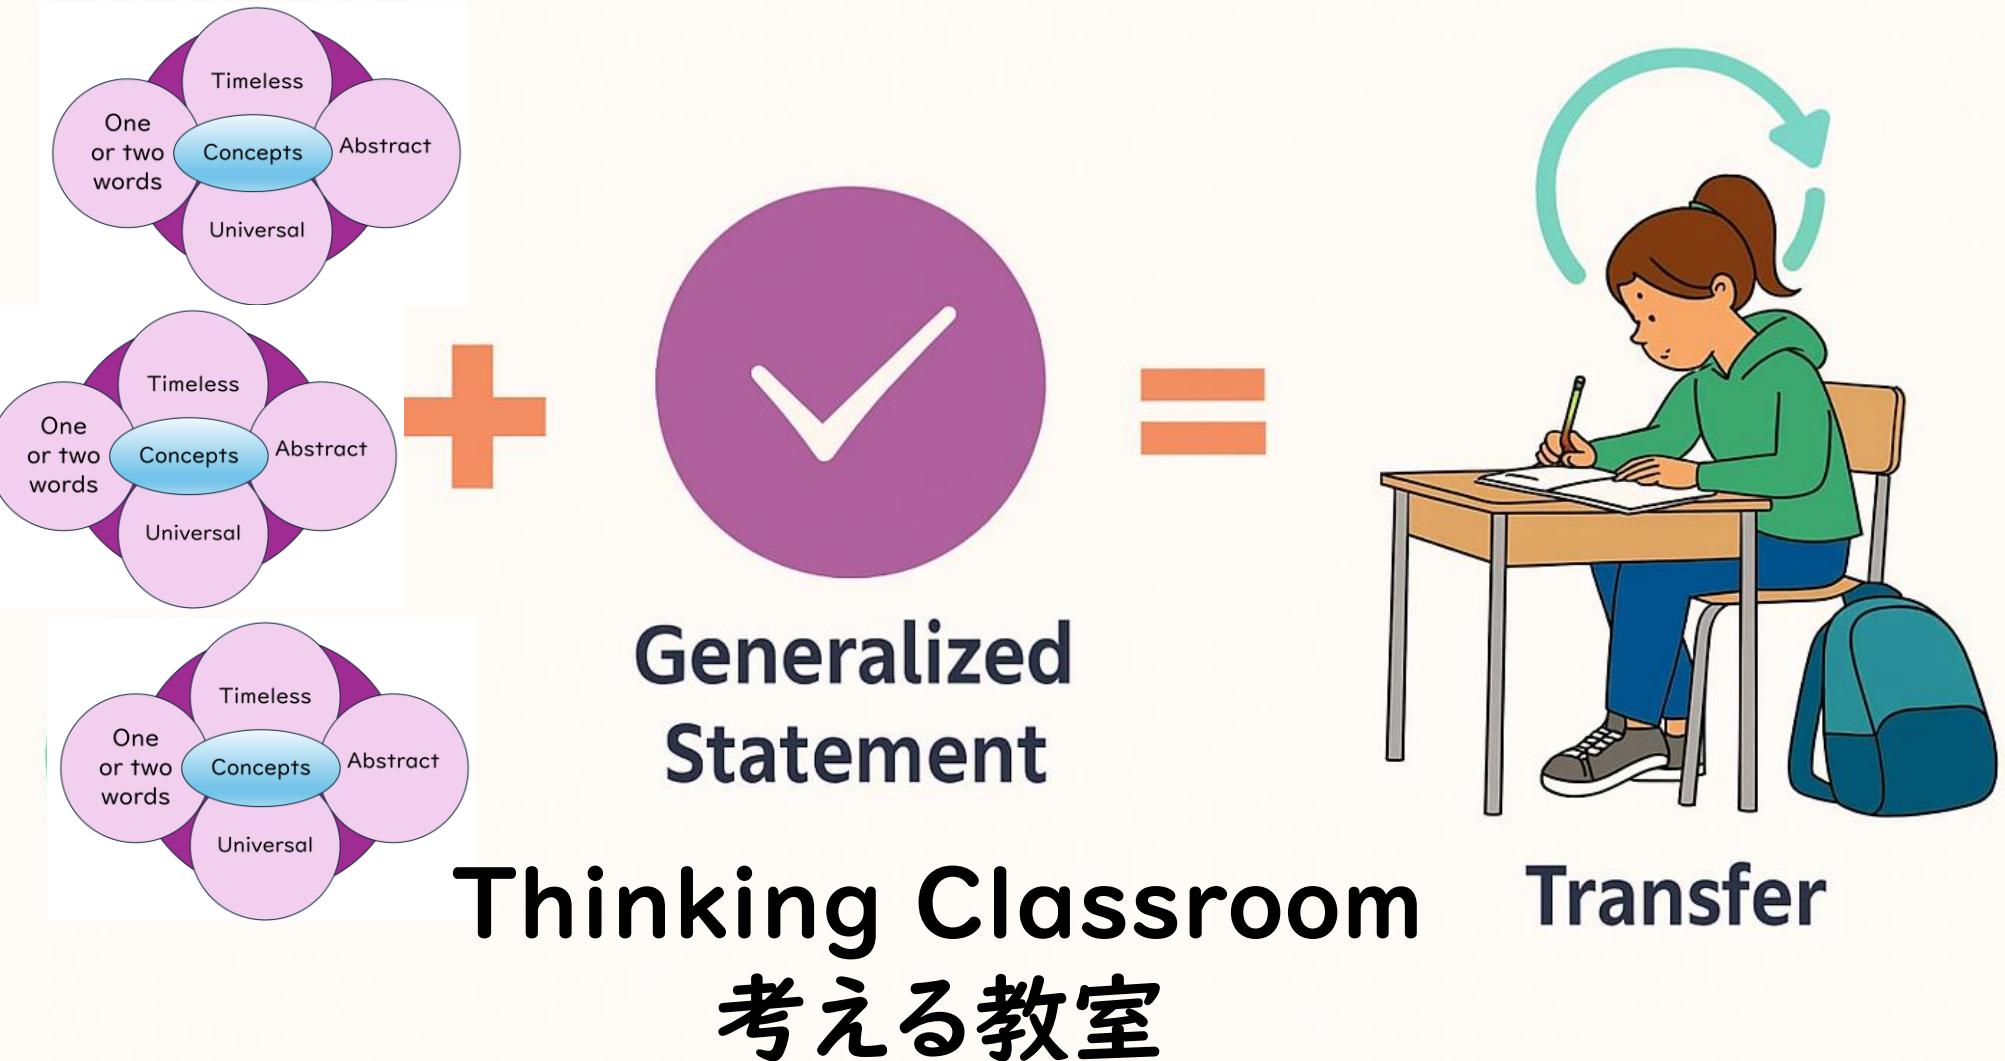 Timeless
One
or two
words
Concepts
Abstract
Universal
Timeless
One
or two
words
Concepts
Abstract
Universal
Timeless
One
or two
words
Concepts
Abstract
Universal
Generalized
Statement
Transfer
Thinking Classroom
考える教室